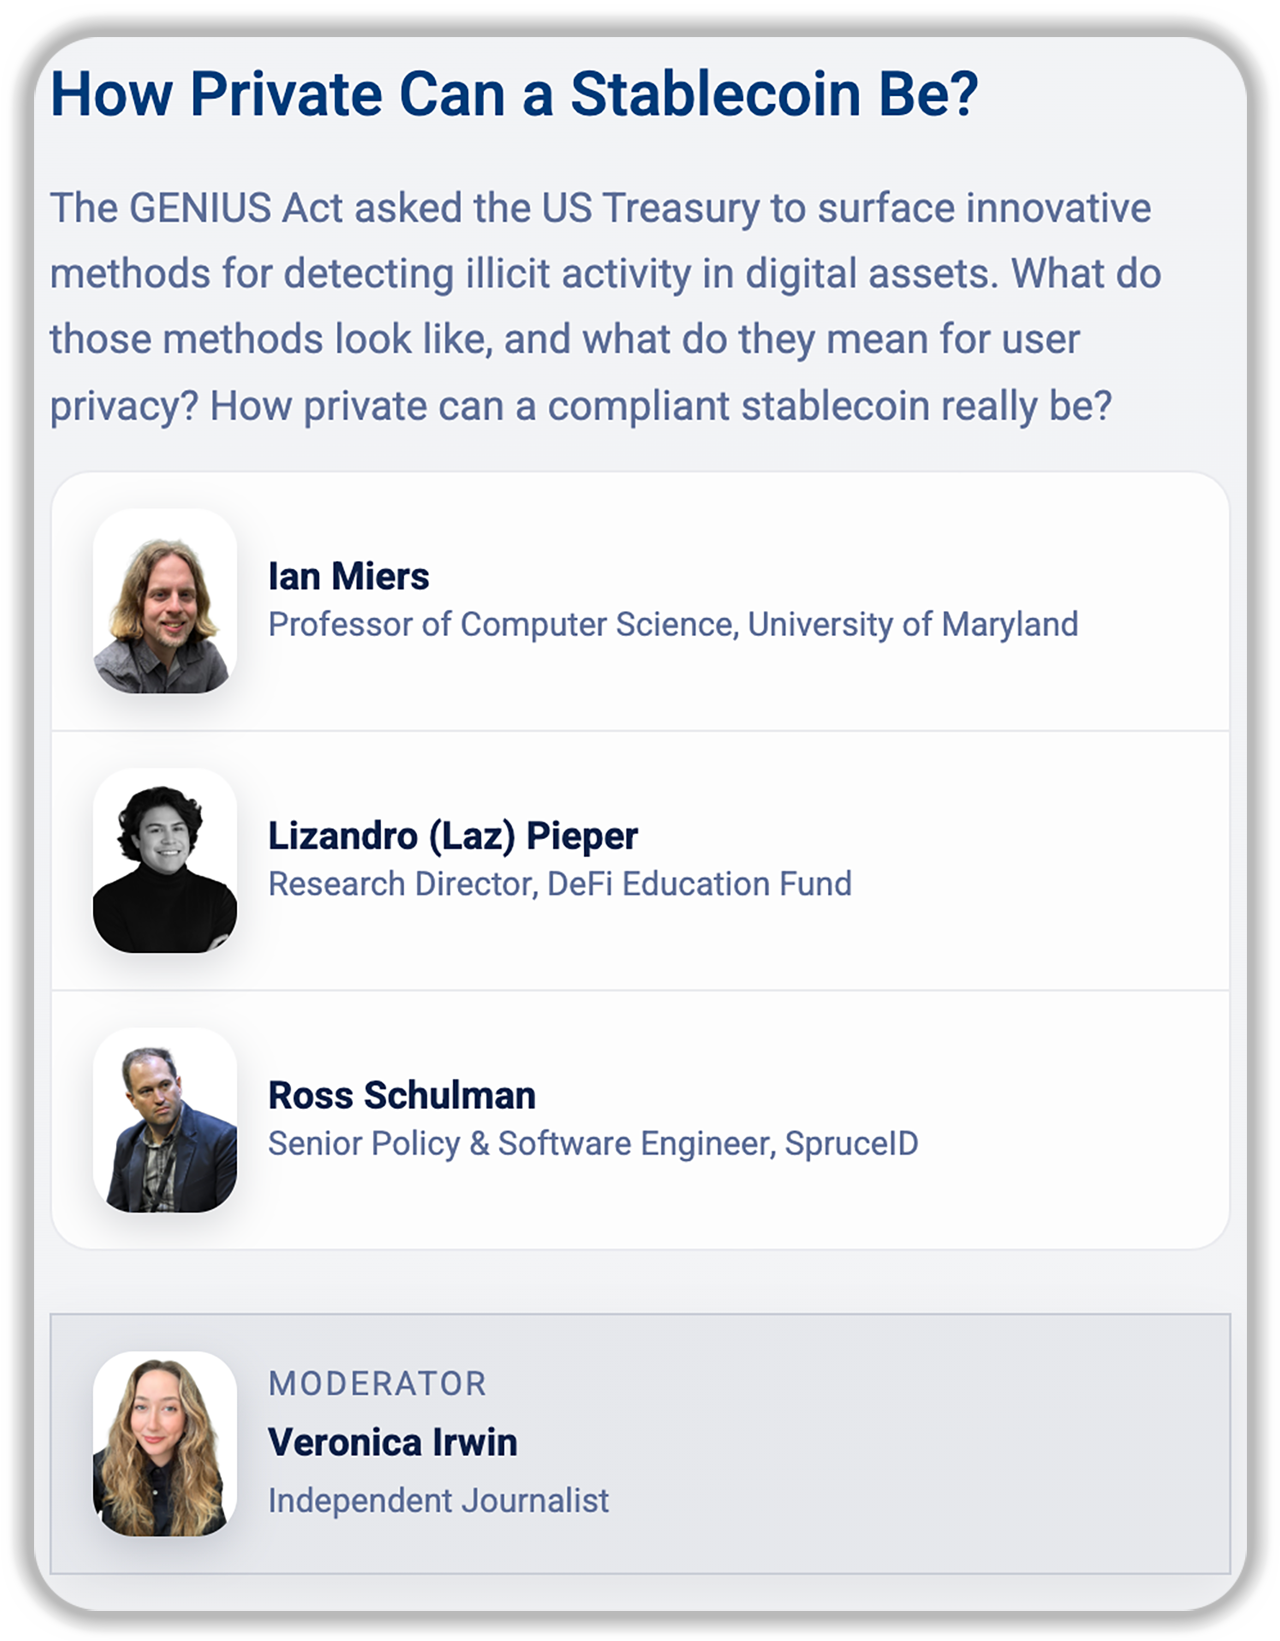 How Private Can a Stablecoin Be?
The GENIUS Act asked the US Treasury to surface innovative
methods for detecting illicit activity in digital assets. What do
those methods look like, and what do they mean for user
privacy? How private can a compliant stablecoin really be?
Ian Miers
Professor of Computer Science, University of Maryland
Lizandro (Laz) Pieper
Research Director, DeFi Education Fund
Ross Schulman
Senior Policy & Software Engineer, SpruceID
MODERATOR
Veronica Irwin
Independent Journalist